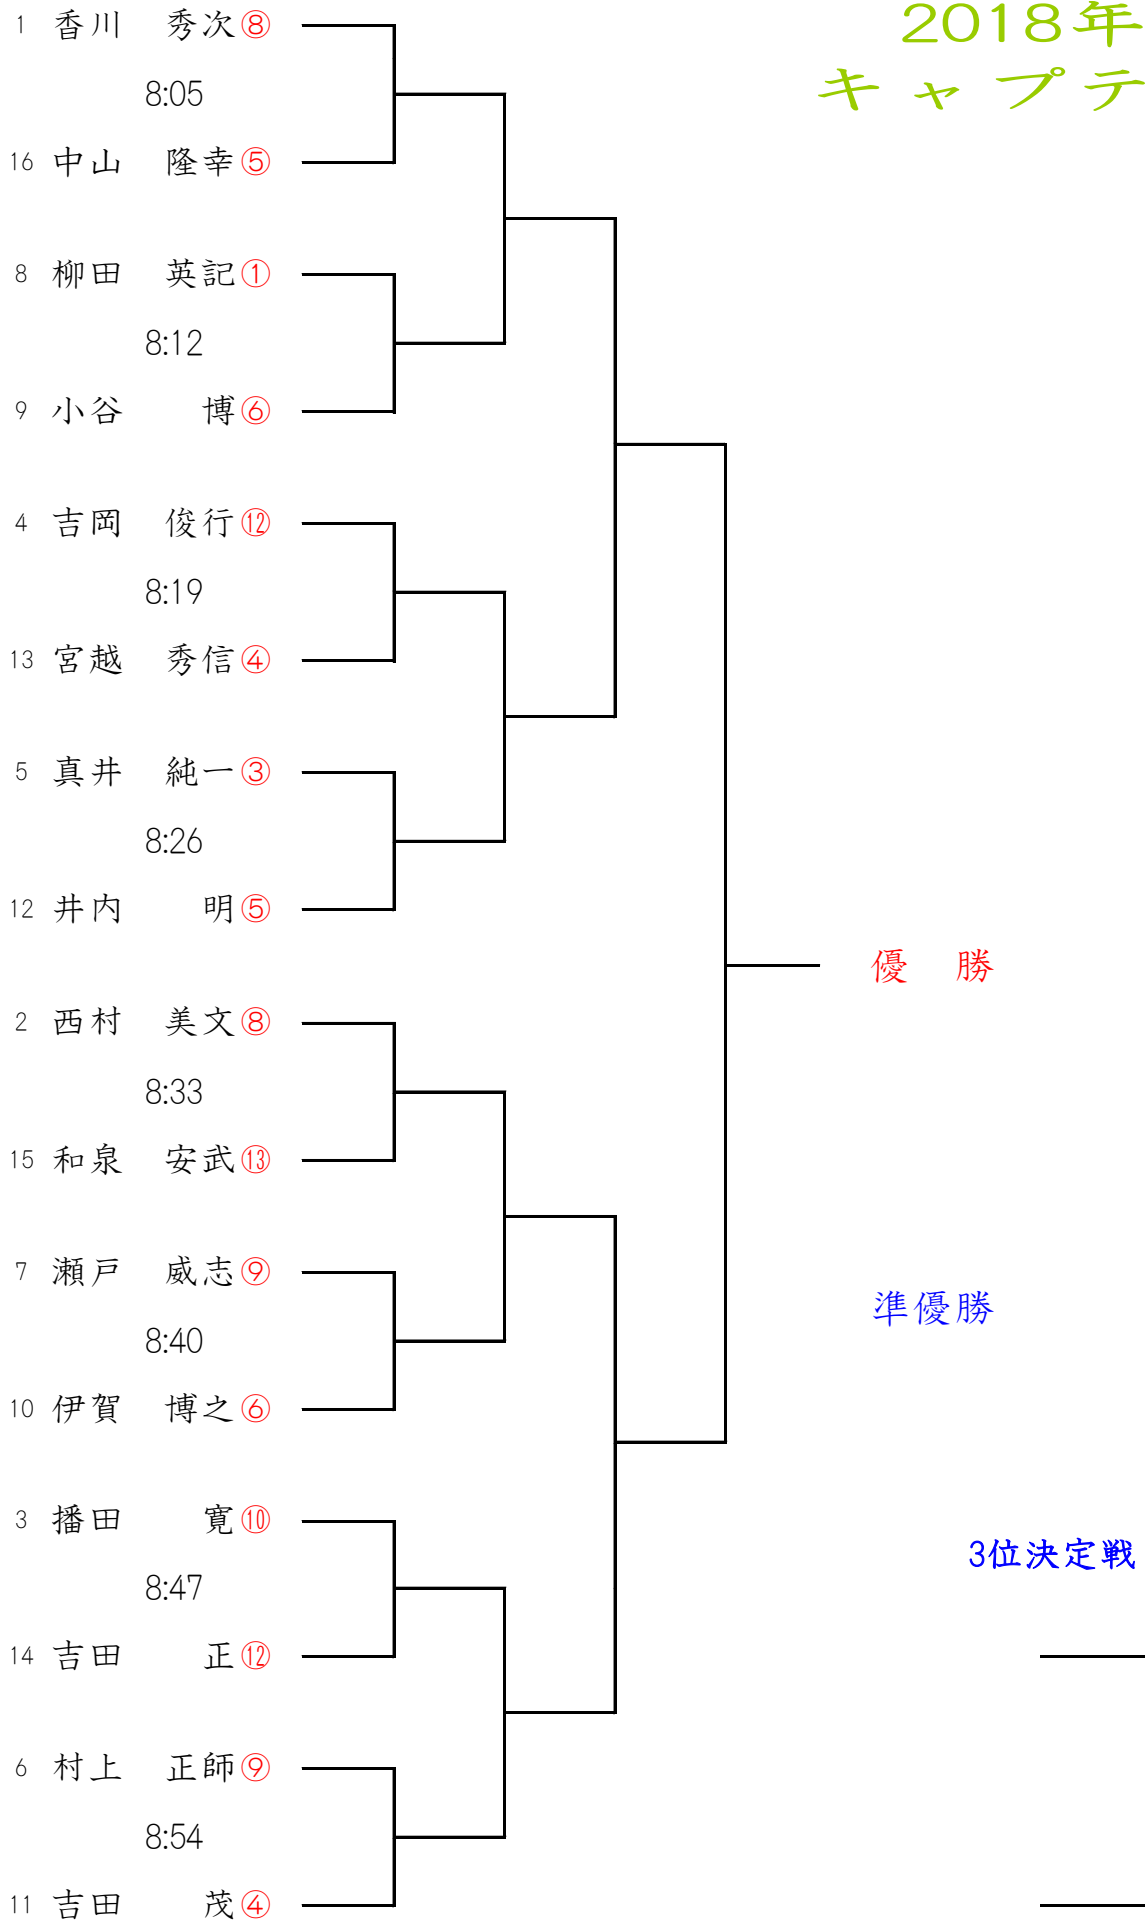 2018年
キャプテ
1 香川 秀次⑧
8:05
16 中山 隆幸⑤
8 柳田 英記①
8:12
9 小谷 博⑥
4 吉岡 俊行⑫
8:19
13 宮越 秀信④
5 真井 純一③
8:26
12 井内 明⑤
優 勝
2 西村 美文⑧
8:33
15 和泉 安武⑬
7 瀬戸 威志⑨
準優勝
8:40
10 伊賀 博之⑥
3 播田 寛⑩
3位決定戦
8:47
14 吉田 正⑫
6 村上 正師⑨
8:54
11 吉田 茂④